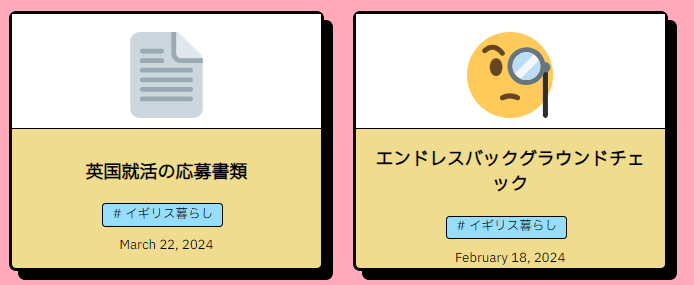 英国就活の応募書類
# イギリス暮らし
March 22, 2024
エンドレスバックグラウンドチェ
ック
# イギリス暮らし
February 18, 2024